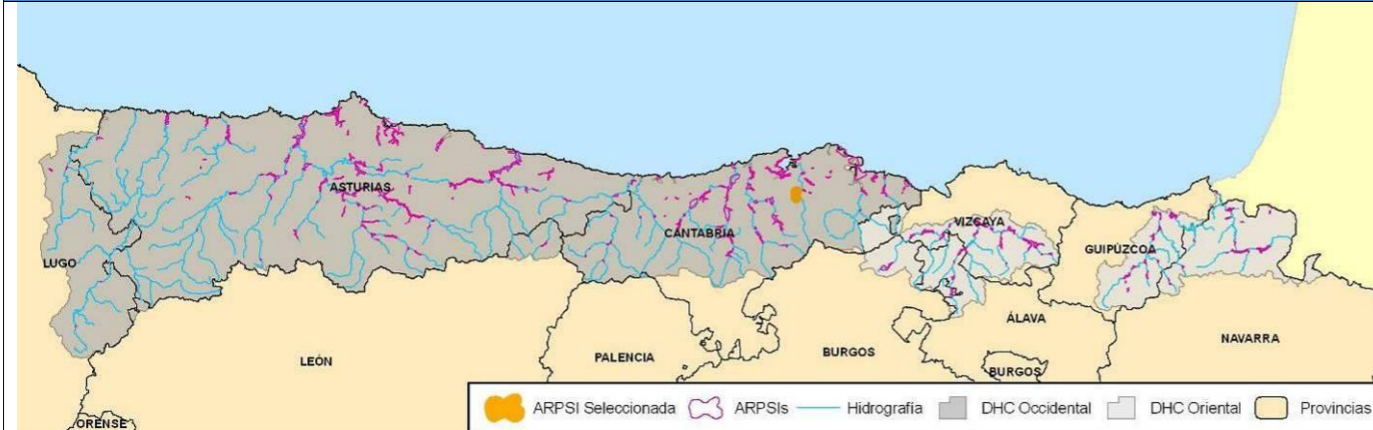 ASTURIAS
CANTABRIA
VIZCAYA
GUIPÚZCOA
LUGO
ÁLAVA
NAVARRA
LEÓN
PALENCIA
BURGOS
BURGOS
ORENSE
ARPSI Seleccionada ARPSIs Hidrografía DHC Occidental DHC Oriental Provincias